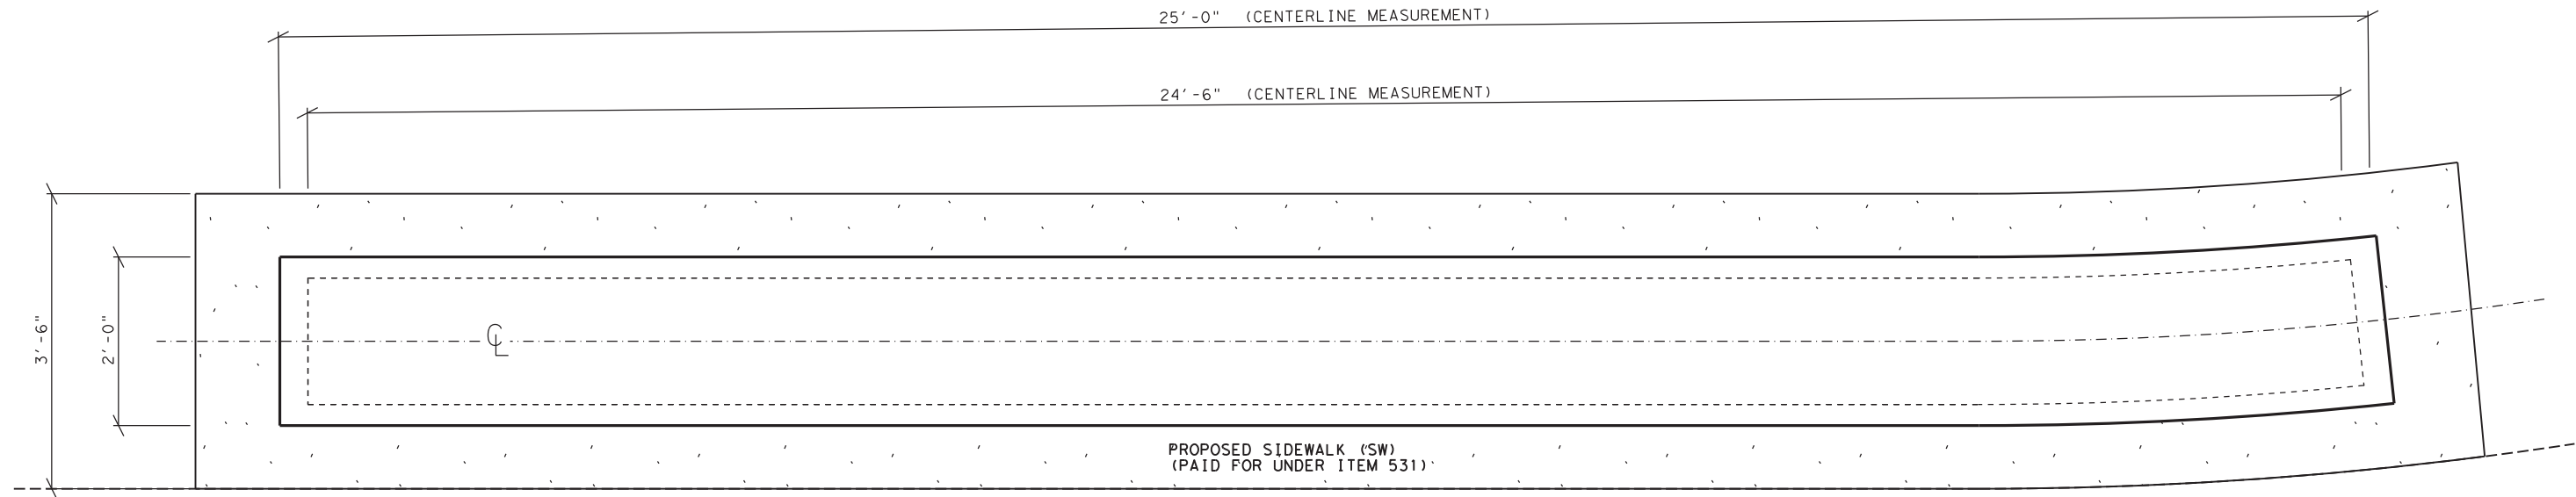 25'-0" (CENTERLINE MEASUREMENT)
24'-6" (CENTERLINE MEASUREMENT)
3'-6"
2'-0"
CL
PROPOSED SIDEWALK (SW)
(PAID FOR UNDER ITEM 531)